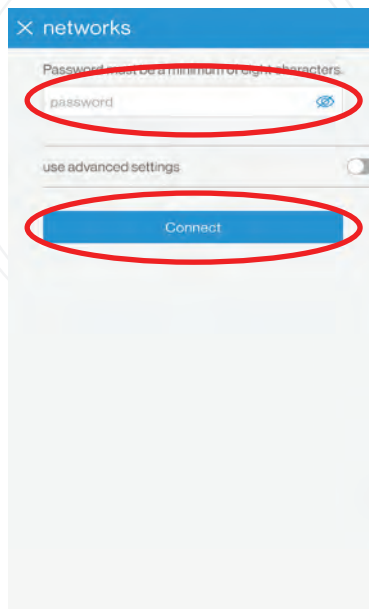 networks
Password must be a minimum of eight characters.
password
use advanced settings
Connect